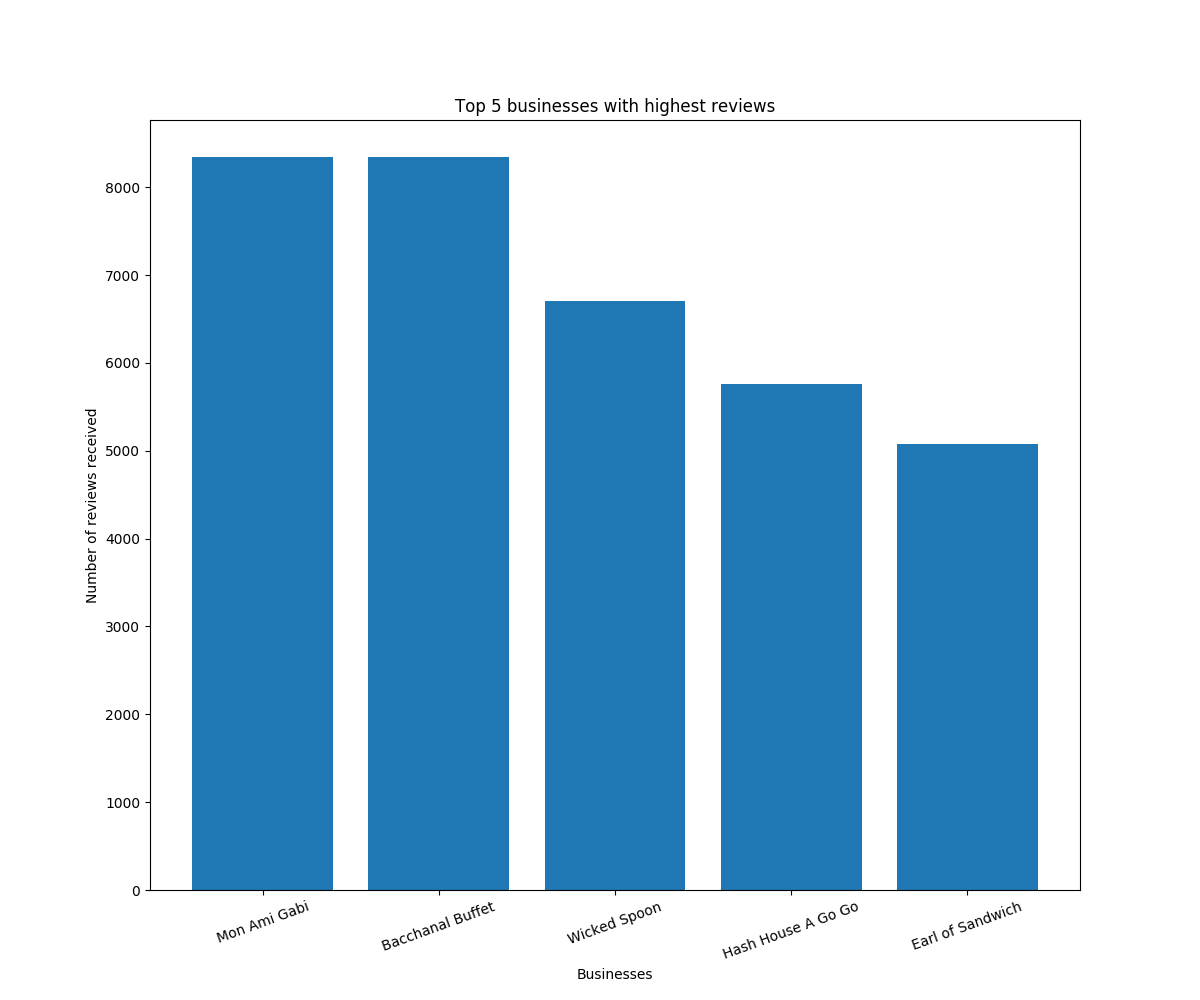 Top 5 businesses with highest reviews
8000
7000
6000
5000
4000
3000
2000
1000
0
Number of reviews received
Mon Ami Gabi
Bacchanal Buffet
Wicked Spoon
Hash House A Go Go
Earl of Sandwich
Businesses